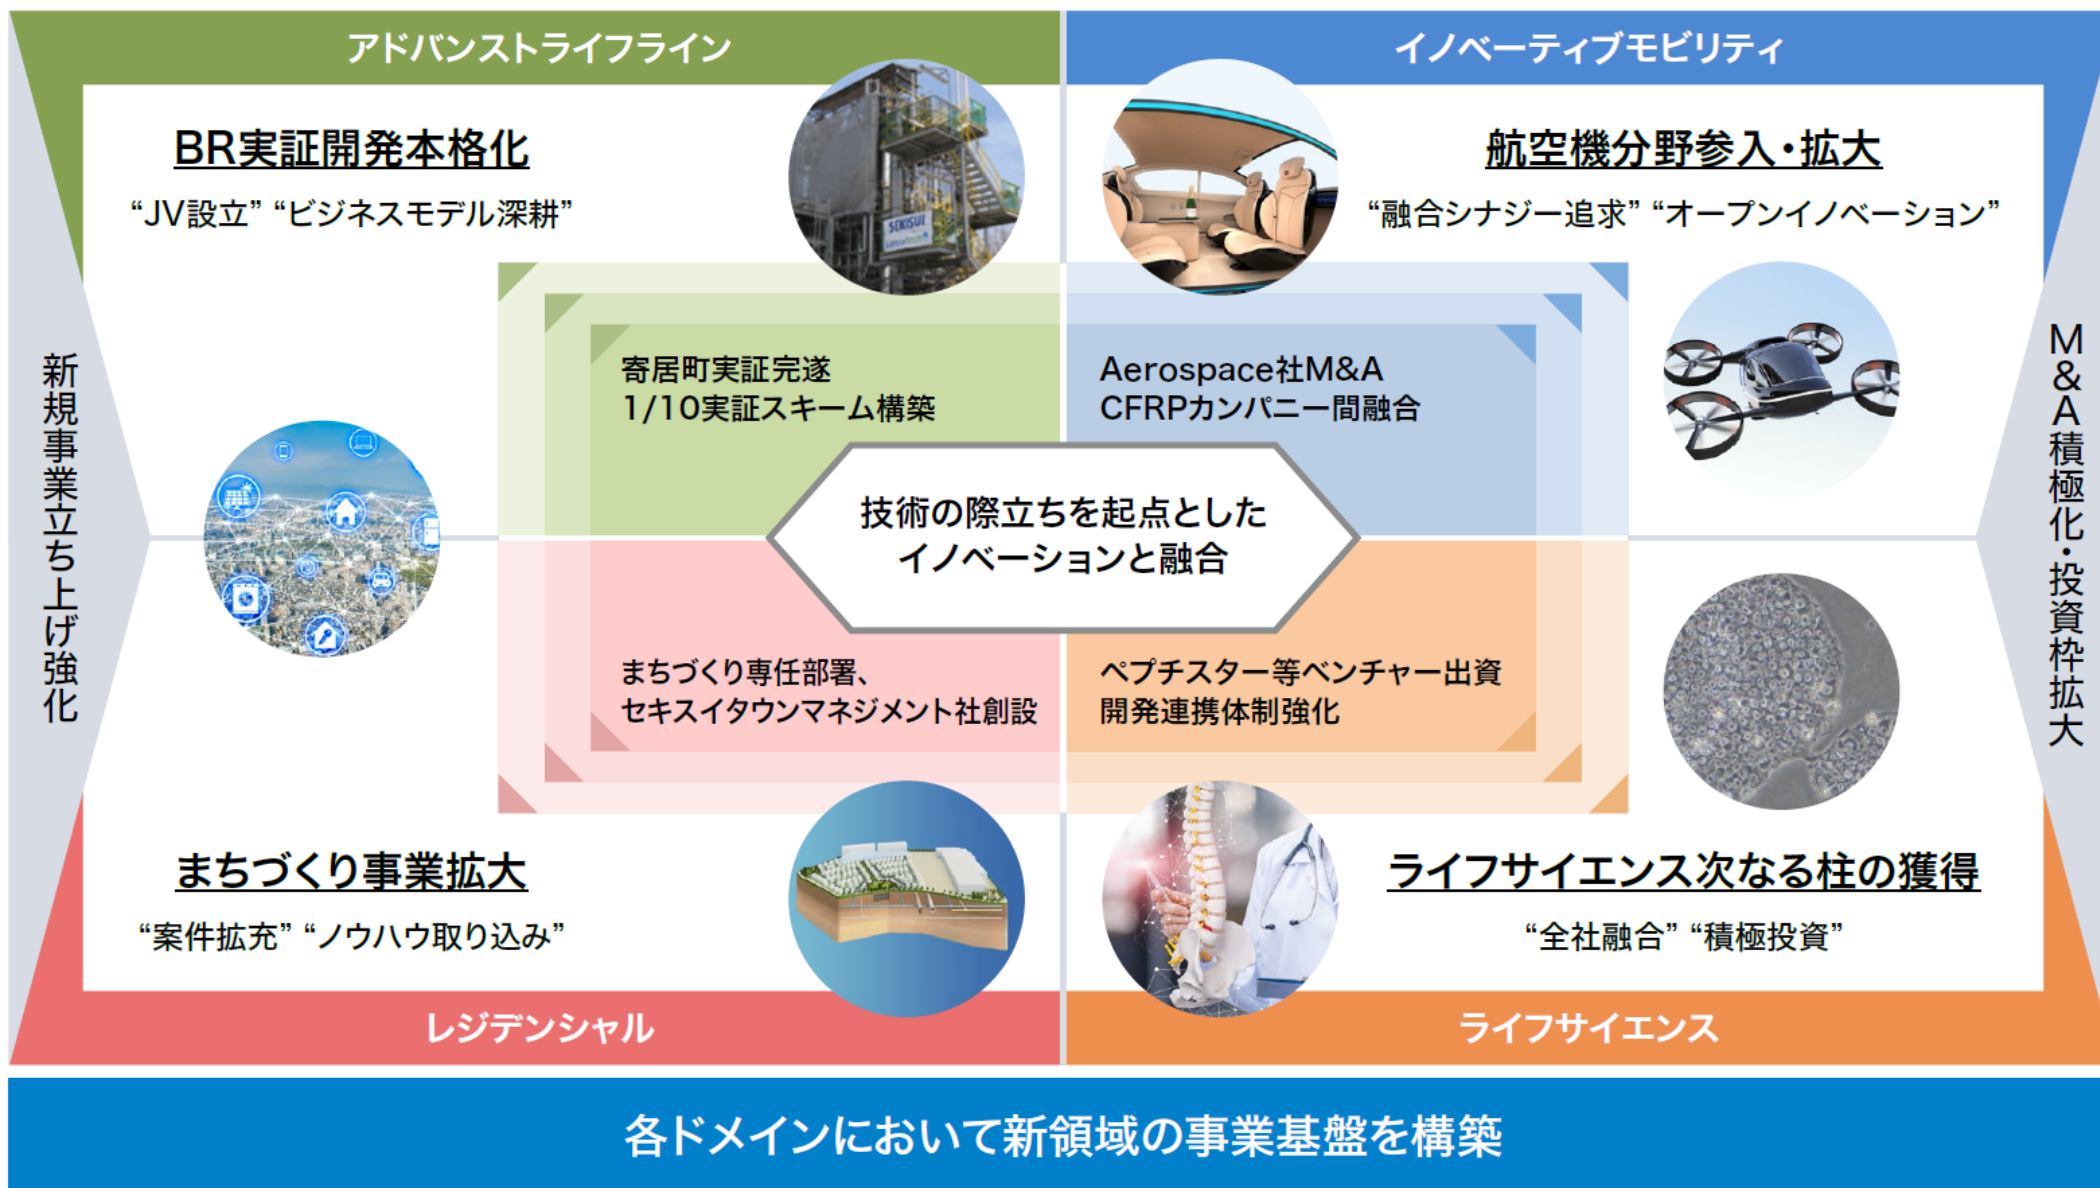 アドバンストライフライン
イノベーティブモビリティ
BR実証開発本格化
“JV設立” “ビジネスモデル深耕”
SEKISUI
LanzaTech
航空機分野参入・拡大
“融合シナジー追求” “オープンイノベーション”
寄居町実証完遂
1/10実証スキーム構築
Aerospace社M&A
CFRPカンパニー間融合
新規事業立ち上げ強化
技術の際立ちを起点とした
イノベーションと融合
M&A積極化・投資枠拡大
まちづくり専任部署、
セキスイタウンマネジメント社創設
ペプチスター等ベンチャー出資
開発連携体制強化
まちづくり事業拡大
“案件拡充” “ノウハウ取り込み”
ライフサイエンス次なる柱の獲得
“全社融合” “積極投資”
レジデンシャル
ライフサイエンス
各ドメインにおいて新領域の事業基盤を構築